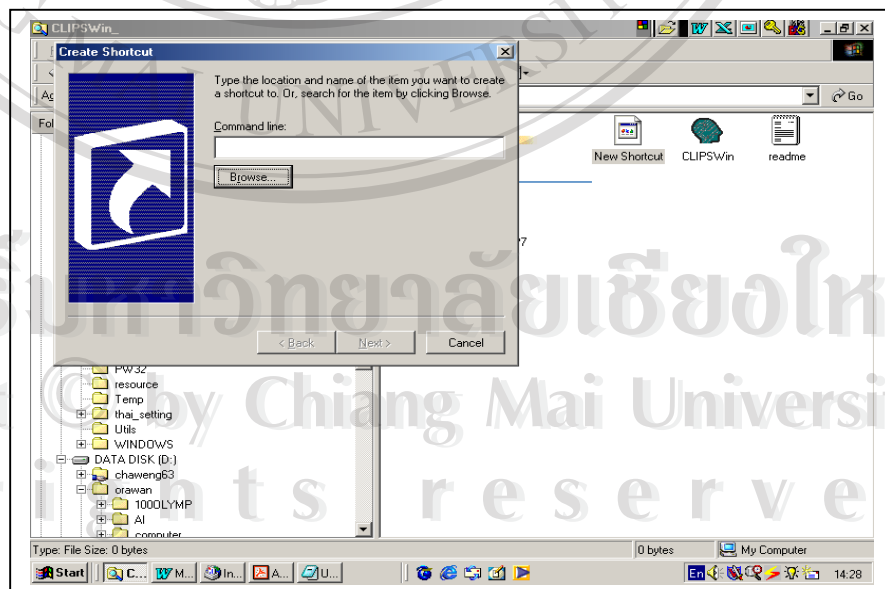 CLIPSWin_
Create Shortcut
Type the location and name of the item you want to create
a shortcut to. Or, search for the item by clicking Browse.
Command line:
Browse...
< Back
Next >
Cancel
Go
New Shortcut
CLIPSWin
readme
PW32
resource
Temp
thai_setting
Utils
WINDOWS
DATA DISK (D:)
chaweng63
orawan
1000LYMP
AI
computer
Type: File Size: 0 bytes
0 bytes
My Computer
Start
C...
M...
In...
A...
U...
En
14:28
MAI UNIVERSITY
มหาวิทยาลัยเชียงให
© by Chiang Mai Universi
ights reserve